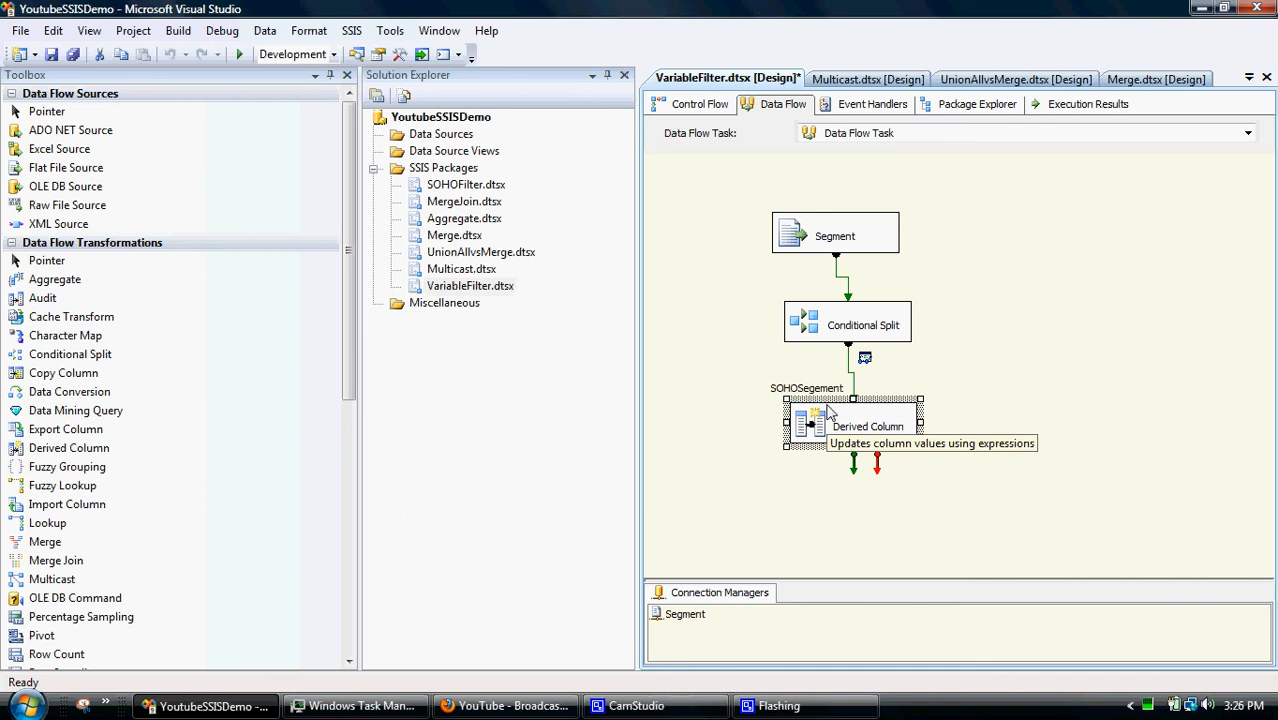 YoutubeSSISDemo - Microsoft Visual Studio
File Edit View Project Build Debug Data Format SSIS Tools Window Help
Development
Toolbox
Data Flow Sources
Pointer
ADO NET Source
Excel Source
Flat File Source
OLE DB Source
Raw File Source
XML Source
Data Flow Transformations
Pointer
Aggregate
Audit
Cache Transform
Character Map
Conditional Split
Copy Column
Data Conversion
Data Mining Query
Derived Column
Export Column
Fuzzy Grouping
Fuzzy Lookup
Import Column
Lookup
Merge
Merge Join
Multicast
OLE DB Command
Percentage Sampling
Pivot
Row Count
Solution Explorer
YoutubeSSISDemo
Data Sources
Data Source Views
SSIS Packages
SOHOFilter.dtsx
MergeJoin.dtsx
Aggregate.dtsx
Merge.dtsx
UnionAllvsMerge.dtsx
Multicast.dtsx
VariableFilter.dtsx
Miscellaneous
VariableFilter.dtsx [Design]* Multicast.dtsx [Design] UnionAllvsMerge.dtsx [Design] Merge.dtsx [Design]
Control Flow Data Flow Event Handlers Package Explorer Execution Results
Data Flow Task: Data Flow Task
Segment
Conditional Split
SOHOSegement
Derived Column
Updates column values using expressions
Connection Managers
Segment
Ready
YoutubeSSISDemo -... Windows Task Man... YouTube - Broadcas... CamStudio Flashing 3:26 PM